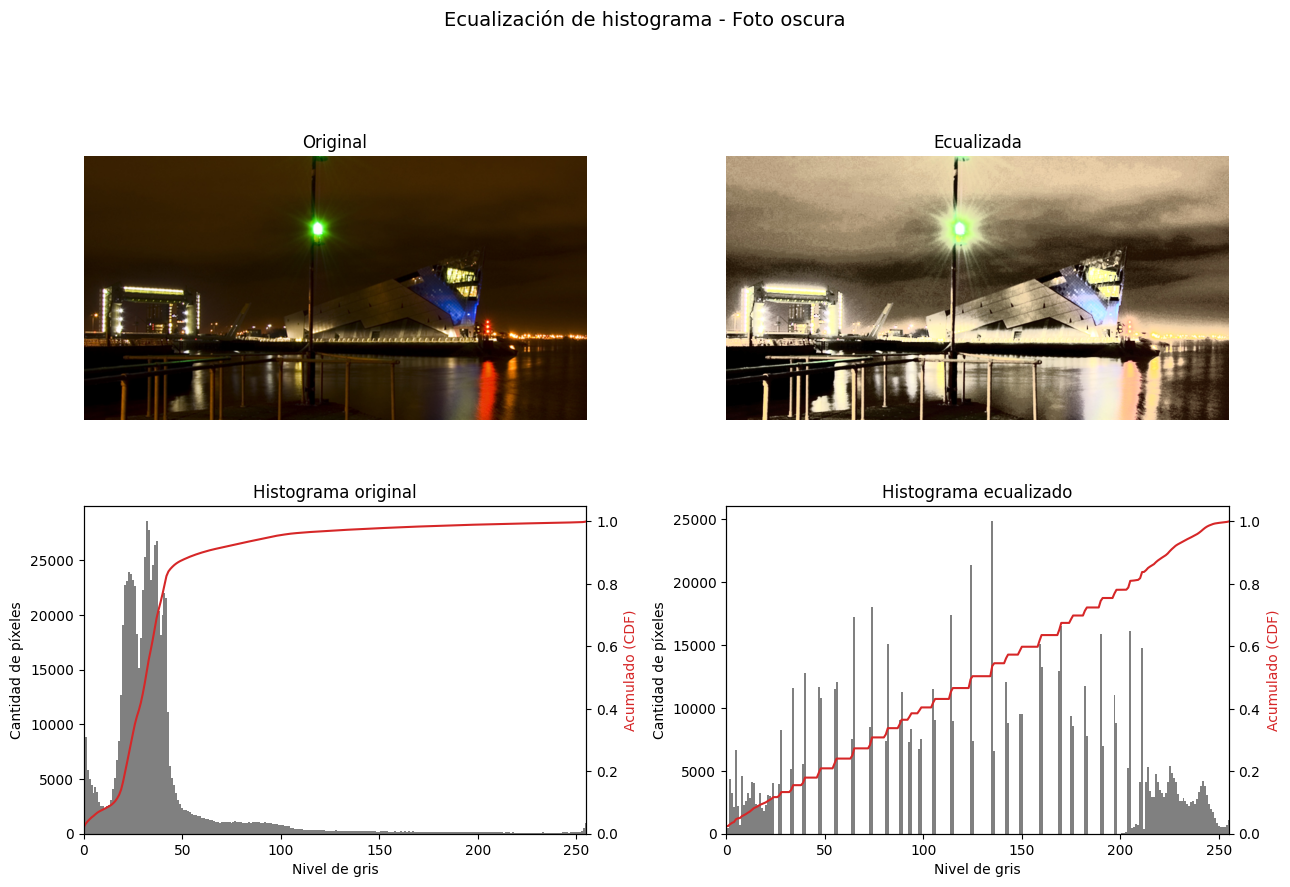 Ecualización de histograma - Foto oscura
Original
Ecualizada
Histograma original
Cantidad de píxeles
25000
20000
15000
10000
5000
0
0 50 100 150 200 250
Nivel de gris
1.0
0.8
0.6
0.4
0.2
0.0
Acumulado (CDF)
Histograma ecualizado
Cantidad de píxeles
25000
20000
15000
10000
5000
0
0 50 100 150 200 250
Nivel de gris
1.0
0.8
0.6
0.4
0.2
0.0
Acumulado (CDF)